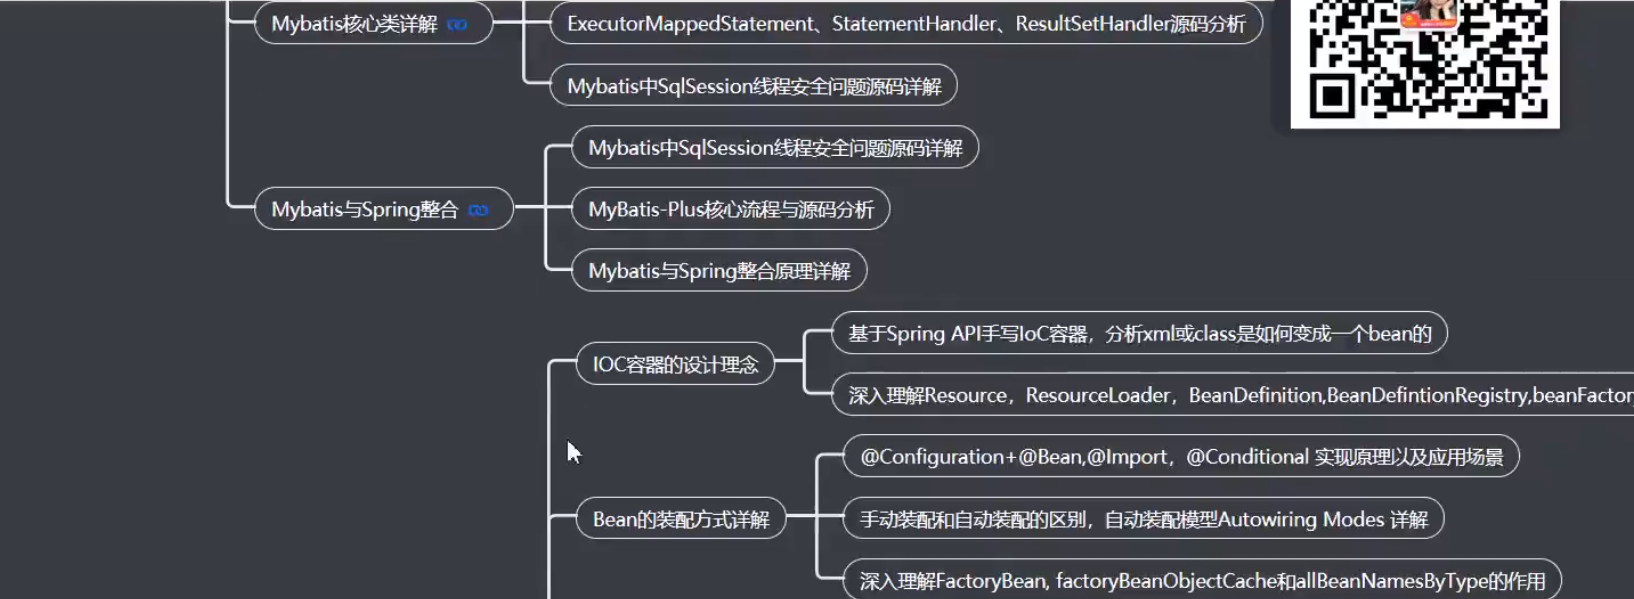 Mybatis核心类详解
ExecutorMappedStatement、StatementHandler、ResultSetHandler源码分析
Mybatis中SqlSession线程安全问题源码详解
Mybatis与Spring整合
Mybatis中SqlSession线程安全问题源码详解
MyBatis-Plus核心流程与源码分析
Mybatis与Spring整合原理详解
IOC容器的设计理念
基于Spring API手写IoC容器，分析xml或class是如何变成一个bean的
深入理解Resource，ResourceLoader，BeanDefinition,BeanDefintionRegistry,beanFactor
Bean的装配方式详解
@Configuration+@Bean,@Import，@Conditional 实现原理以及应用场景
手动装配和自动装配的区别，自动装配模型Autowiring Modes 详解
深入理解FactoryBean, factoryBeanObjectCache和allBeanNamesByType的作用